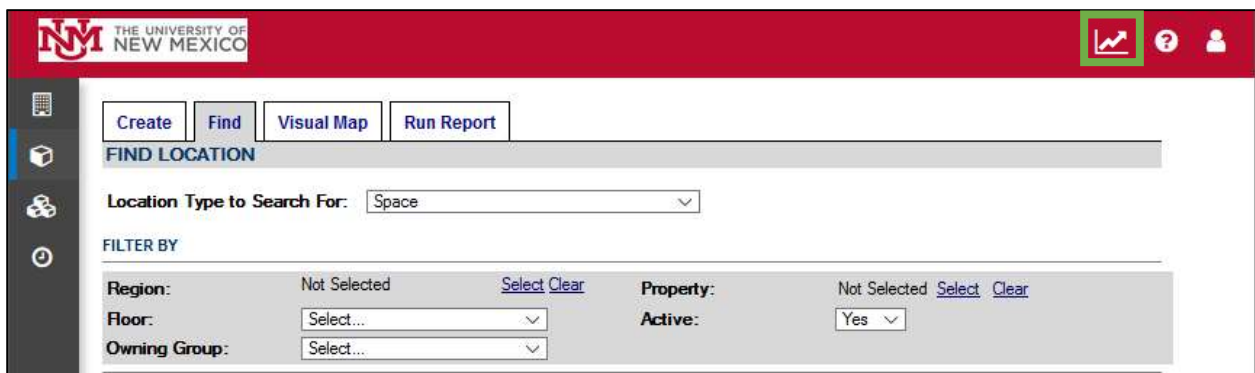 THE UNIVERSITY OF
NEW MEXICO
Create Find Visual Map Run Report
FIND LOCATION
Location Type to Search For: Space
FILTER BY
Region: Not Selected Select Clear Property: Not Selected Select Clear
Floor: Select... Active: Yes
Owning Group: Select...